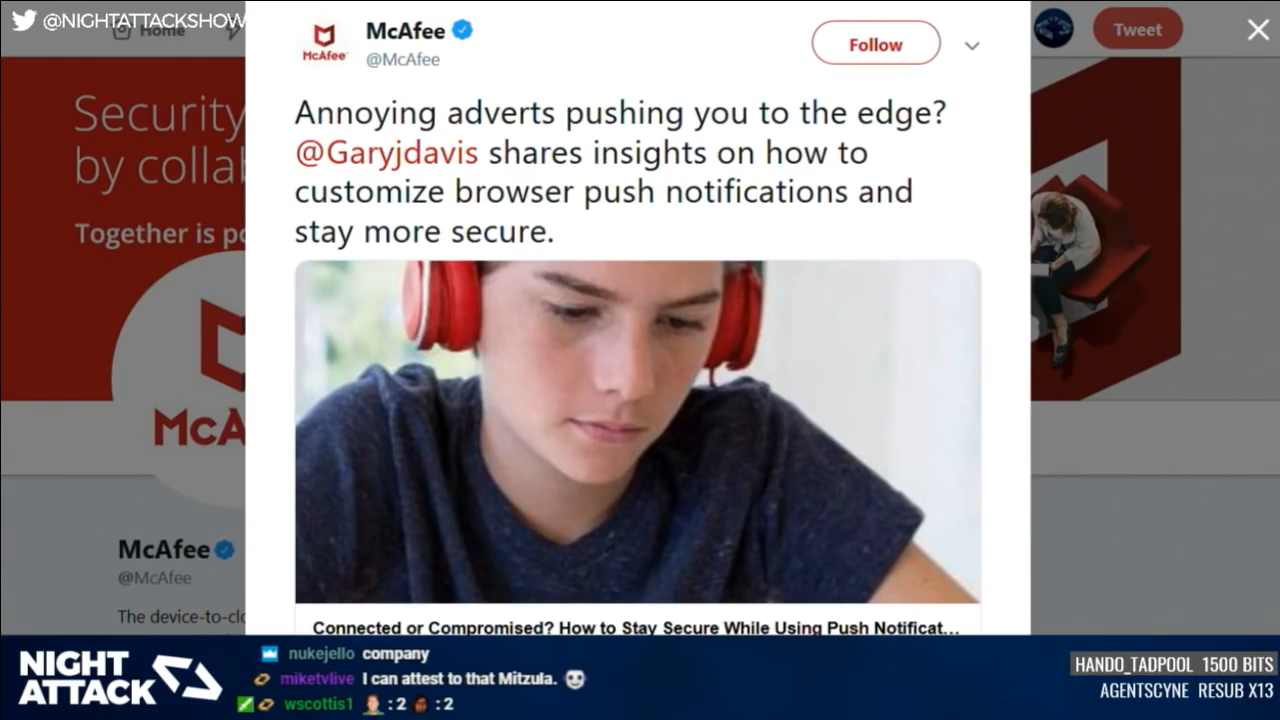 @NIGHTATTACKSHOW
Home
McAfee
McAfee
@McAfee
Follow
Tweet
Annoying adverts pushing you to the edge?
@Garyjdavis shares insights on how to
customize browser push notifications and
stay more secure.
Security
by collab
Together is po
McA
McAfee
@McAfee
The device-to-clo
Connected or Compromised? How to Stay Secure While Using Push Notificat...
NIGHT
ATTACK
nukejello company
miketvlive I can attest to that Mitzula.
wscottis1 :2 :2
HANDO_TADPOOL 1500 BITS
AGENTSCYNE RESUB X13